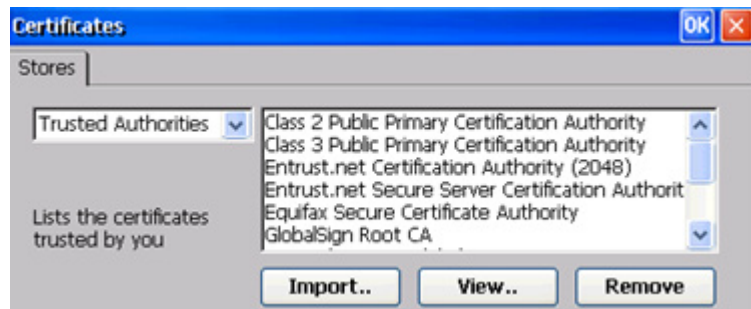 Certificates OK
Stores
Trusted Authorities
Class 2 Public Primary Certification Authority
Class 3 Public Primary Certification Authority
Entrust.net Certification Authority (2048)
Entrust.net Secure Server Certification Authorit
Equifax Secure Certificate Authority
GlobalSign Root CA
Lists the certificates
trusted by you
Import.. View.. Remove